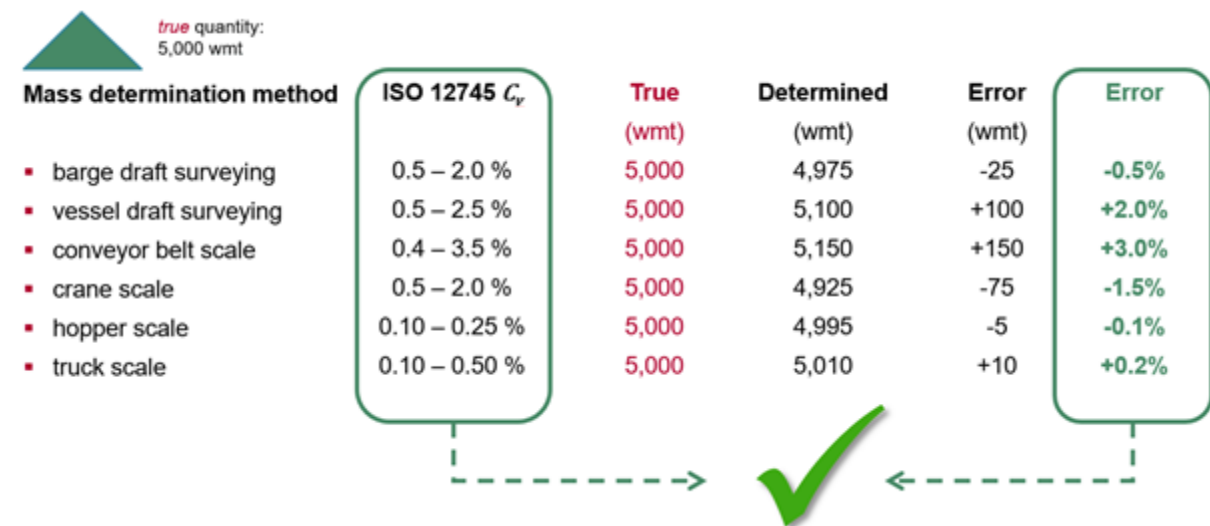 true quantity:
5,000 wmt
Mass determination method ISO 12745 Cᵥ True Determined Error Error
(wmt) (wmt) (wmt)
▪ barge draft surveying 0.5 – 2.0 % 5,000 4,975 -25 -0.5%
▪ vessel draft surveying 0.5 – 2.5 % 5,000 5,100 +100 +2.0%
▪ conveyor belt scale 0.4 – 3.5 % 5,000 5,150 +150 +3.0%
▪ crane scale 0.5 – 2.0 % 5,000 4,925 -75 -1.5%
▪ hopper scale 0.10 – 0.25 % 5,000 4,995 -5 -0.1%
▪ truck scale 0.10 – 0.50 % 5,000 5,010 +10 +0.2%